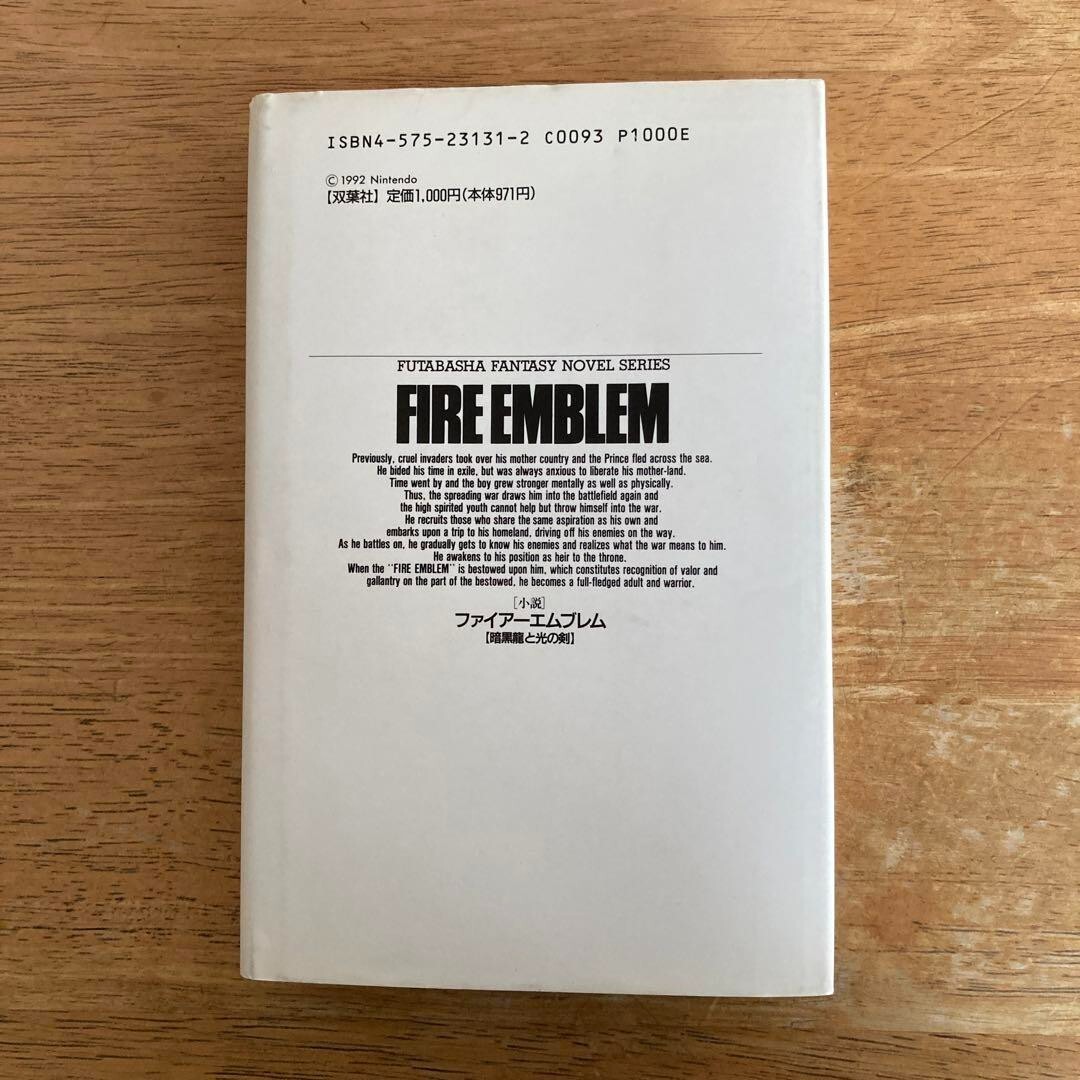 ISBN4-575-23131-2 C0093 P1000E
© 1992 Nintendo
【双葉社】定価1,000円(本体971円)
FUTABASHA FANTASY NOVEL SERIES
FIRE EMBLEM
Previously, cruel invaders took over his mother country and the Prince fled across the sea.
He bided his time in exile, but was always anxious to liberate his mother-land.
Time went by and the boy grew stronger mentally as well as physically.
Thus, the spreading war draws him into the battlefield again and
the high spirited youth cannot help but throw himself into the war.
He recruits those who share the same aspiration as his own and
embarks upon a trip to his homeland, driving off his enemies on the way.
As he battles on, he gradually gets to know his enemies and realizes what the war means to him.
He awakens to his position as heir to the throne.
When the "FIRE EMBLEM" is bestowed upon him, which constitutes recognition of valor and
gallantry on the part of the bestowed, he becomes a full-fledged adult and warrior.
[小説]
ファイアーエムブレム
【暗黒龍と光の剣】